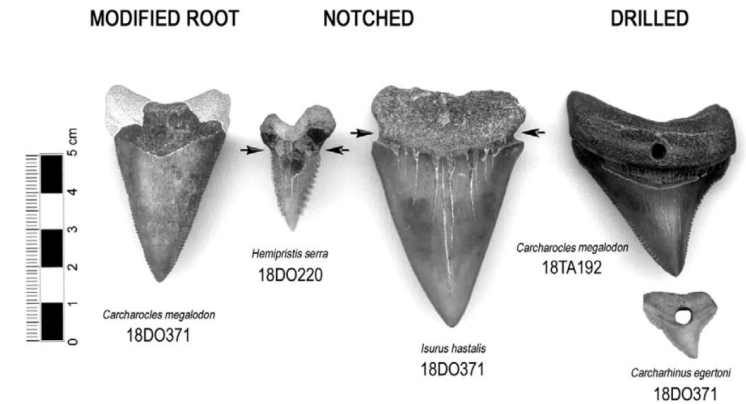 MODIFIED ROOT
NOTCHED
DRILLED
5 cm
4
3
2
1
0
Carcharocles megalodon
18DO371
Hemipristis serra
18DO220
Isurus hastalis
18DO371
Carcharocles megalodon
18TA192
Carcharhinus egertoni
18DO371